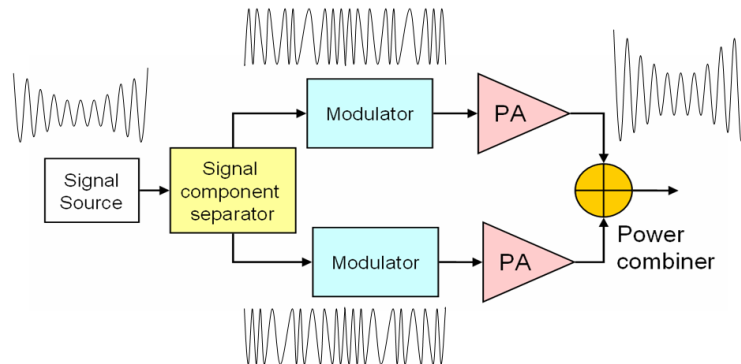 Signal
Source
Signal
component
separator
Modulator
PA
Modulator
PA
Power
combiner